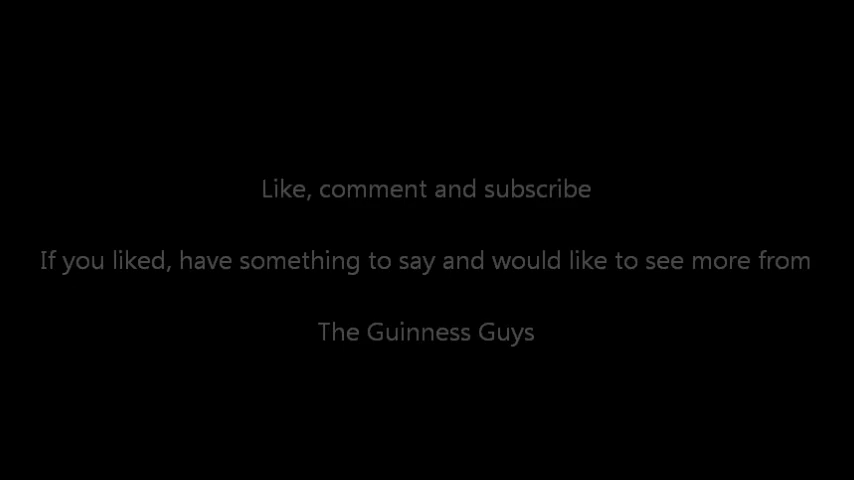 Like, comment and subscribe
If you liked, have something to say and would like to see more from
The Guinness Guys